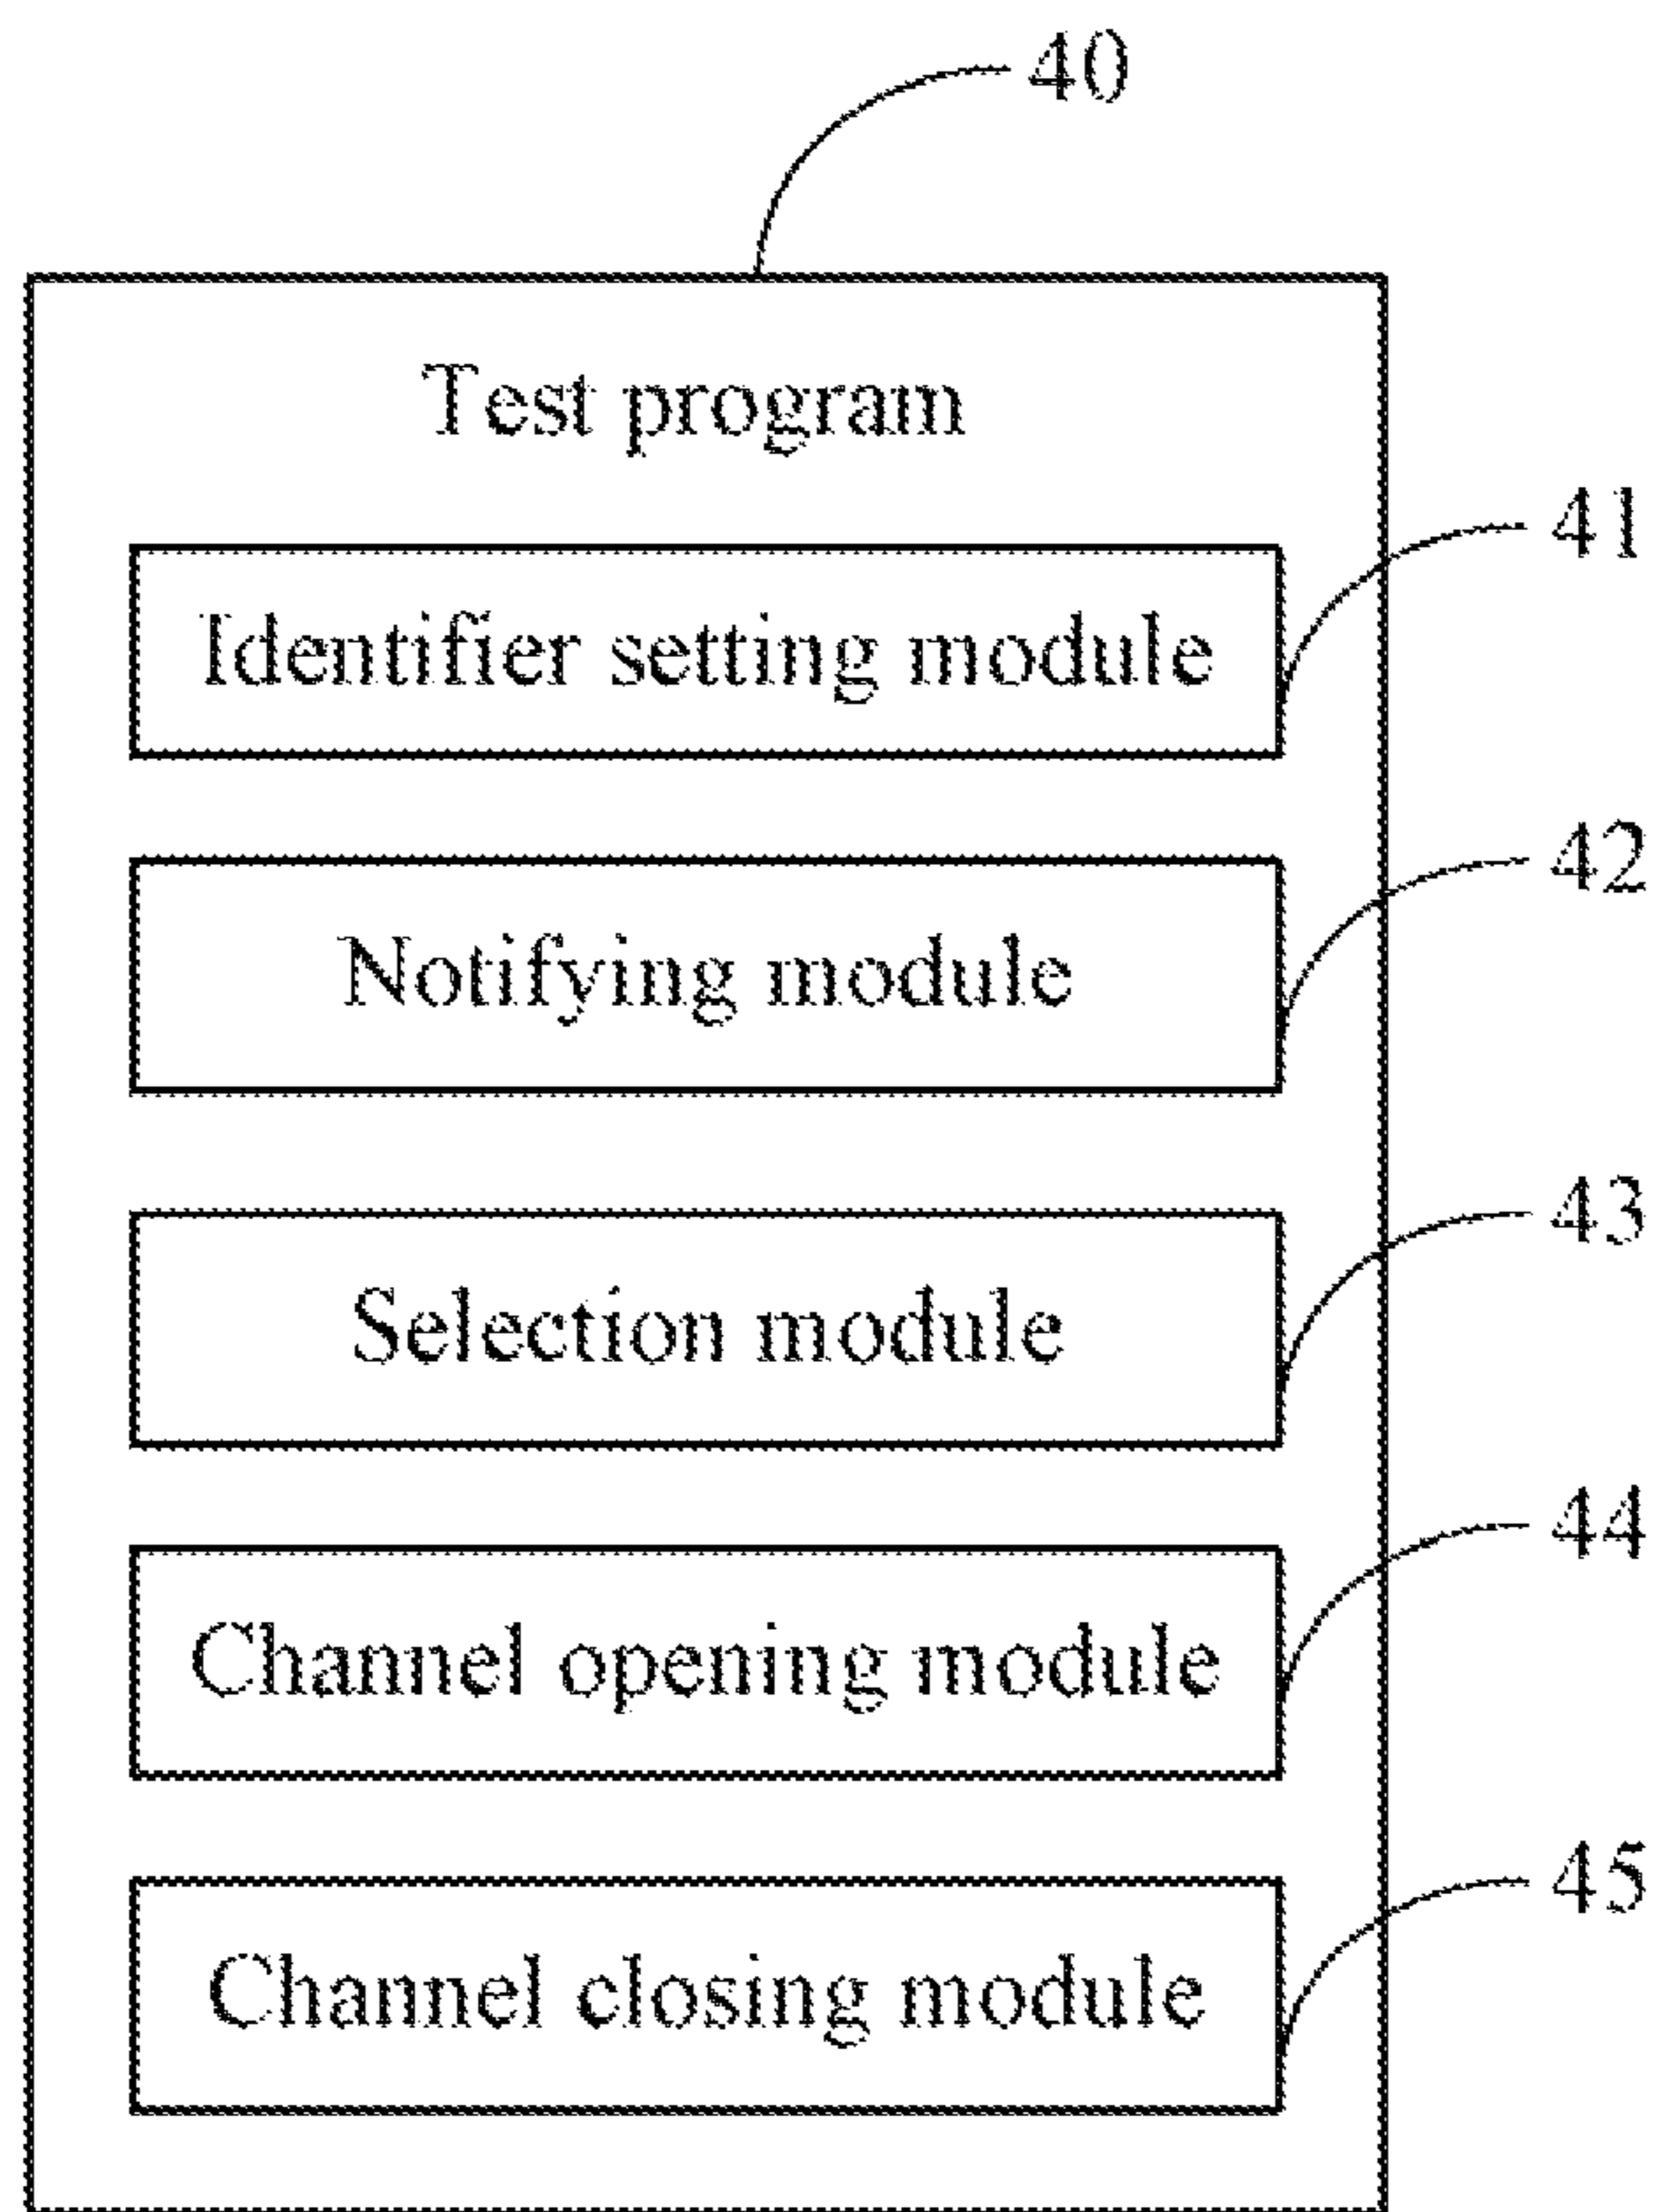 40
Test program
41
Identifier setting module
42
Notifying module
43
Selection module
44
Channel opening module
45
Channel closing module